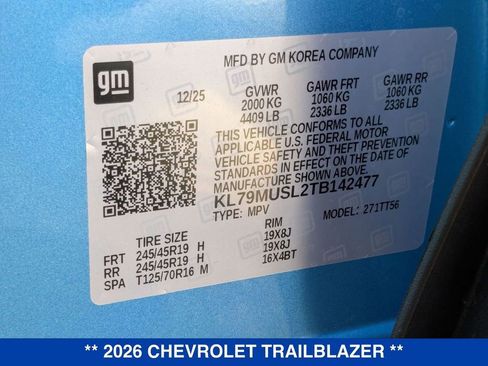 gm
MFD BY GM KOREA COMPANY
12/25 GVWR GAWR FRT GAWR RR
2000 KG 1060 KG 1060 KG
4409 LB 2336 LB 2336 LB
THIS VEHICLE CONFORMS TO ALL
APPLICABLE U.S. FEDERAL MOTOR
VEHICLE SAFETY AND THEFT PREVENTION
STANDARDS IN EFFECT ON THE DATE OF
MANUFACTURE SHOWN ABOVE.
KL79MUSL2TB142477
TYPE: MPV MODEL: 271TT56
TIRE SIZE RIM
FRT 245/45R19 H 19X8J
RR 245/45R19 H 19X8J
SPA T125/70R16 M 16X4BT
** 2026 CHEVROLET TRAILBLAZER **